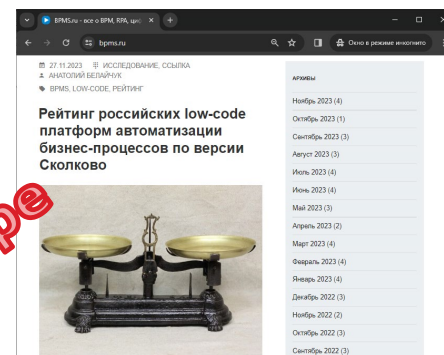 BPMS.ru - все о BPM, RPA, циф
bpms.ru
Окно в режиме инкогнито
27.11.2023 ИССЛЕДОВАНИЕ, ССЫЛКА
АНАТОЛИЙ БЕЛАЙЧУК
BPMS, LOW-CODE, РЕЙТИНГ
Рейтинг российских low-code
платформ автоматизации
бизнес-процессов по версии
Сколково
ре
АРХИВЫ
Ноябрь 2023 (4)
Октябрь 2023 (1)
Сентябрь 2023 (3)
Август 2023 (3)
Июль 2023 (4)
Июнь 2023 (4)
Май 2023 (3)
Апрель 2023 (2)
Март 2023 (4)
Февраль 2023 (4)
Январь 2023 (4)
Декабрь 2022 (3)
Ноябрь 2022 (2)
Октябрь 2022 (3)
Сентябрь 2022 (3)